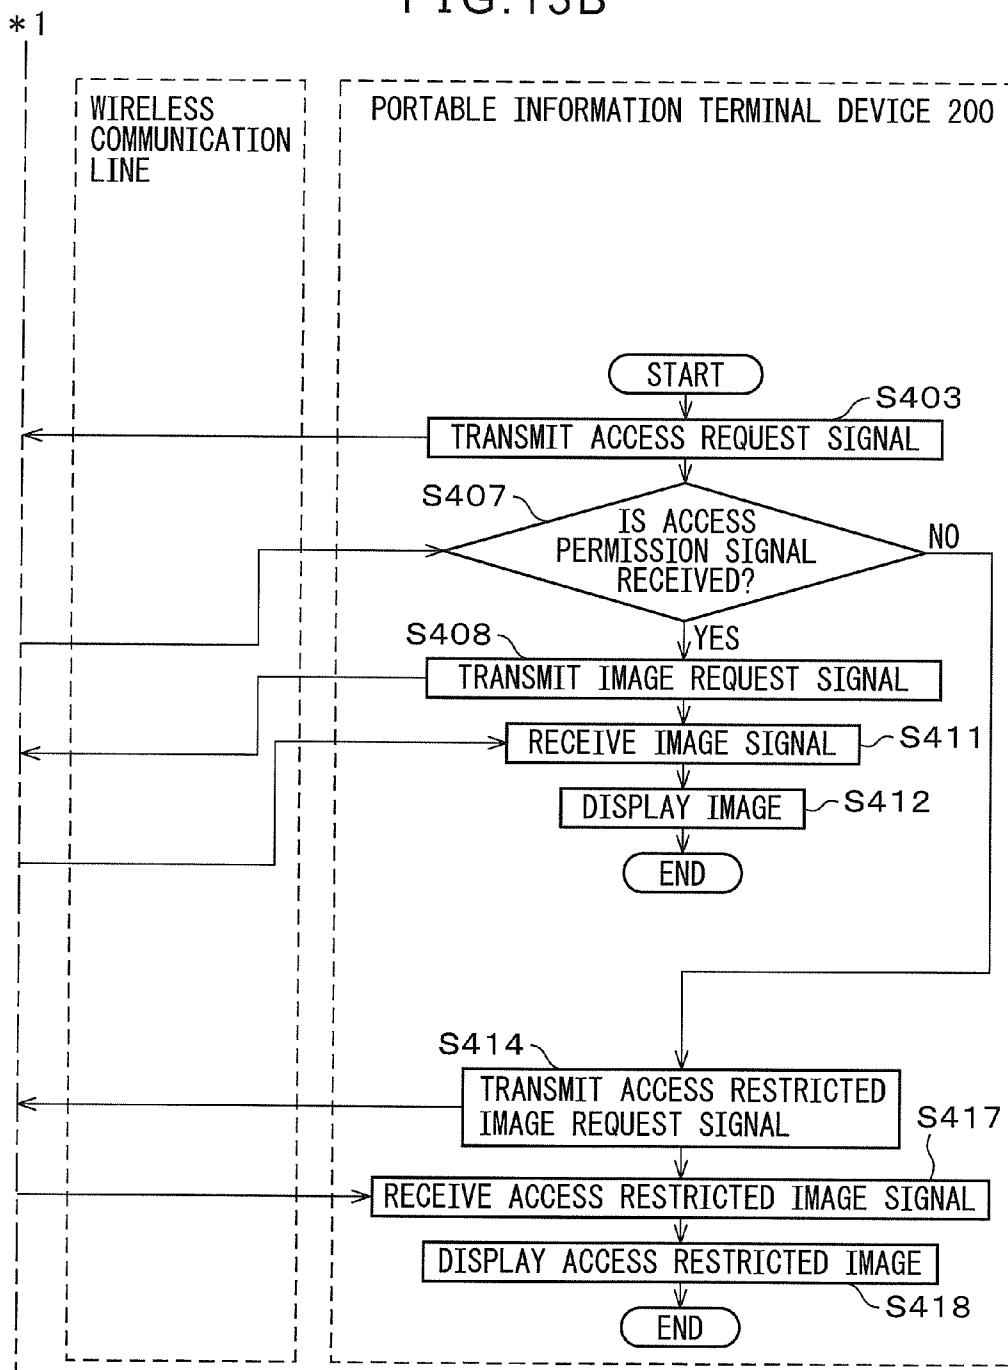 FIG.13B
*1
WIRELESS
COMMUNICATION
LINE
PORTABLE INFORMATION TERMINAL DEVICE 200
START
S403
TRANSMIT ACCESS REQUEST SIGNAL
S407
IS ACCESS
PERMISSION SIGNAL
RECEIVED?
NO
YES
S408
TRANSMIT IMAGE REQUEST SIGNAL
RECEIVE IMAGE SIGNAL
S411
DISPLAY IMAGE
S412
END
S414
TRANSMIT ACCESS RESTRICTED
IMAGE REQUEST SIGNAL
S417
RECEIVE ACCESS RESTRICTED IMAGE SIGNAL
DISPLAY ACCESS RESTRICTED IMAGE
S418
END